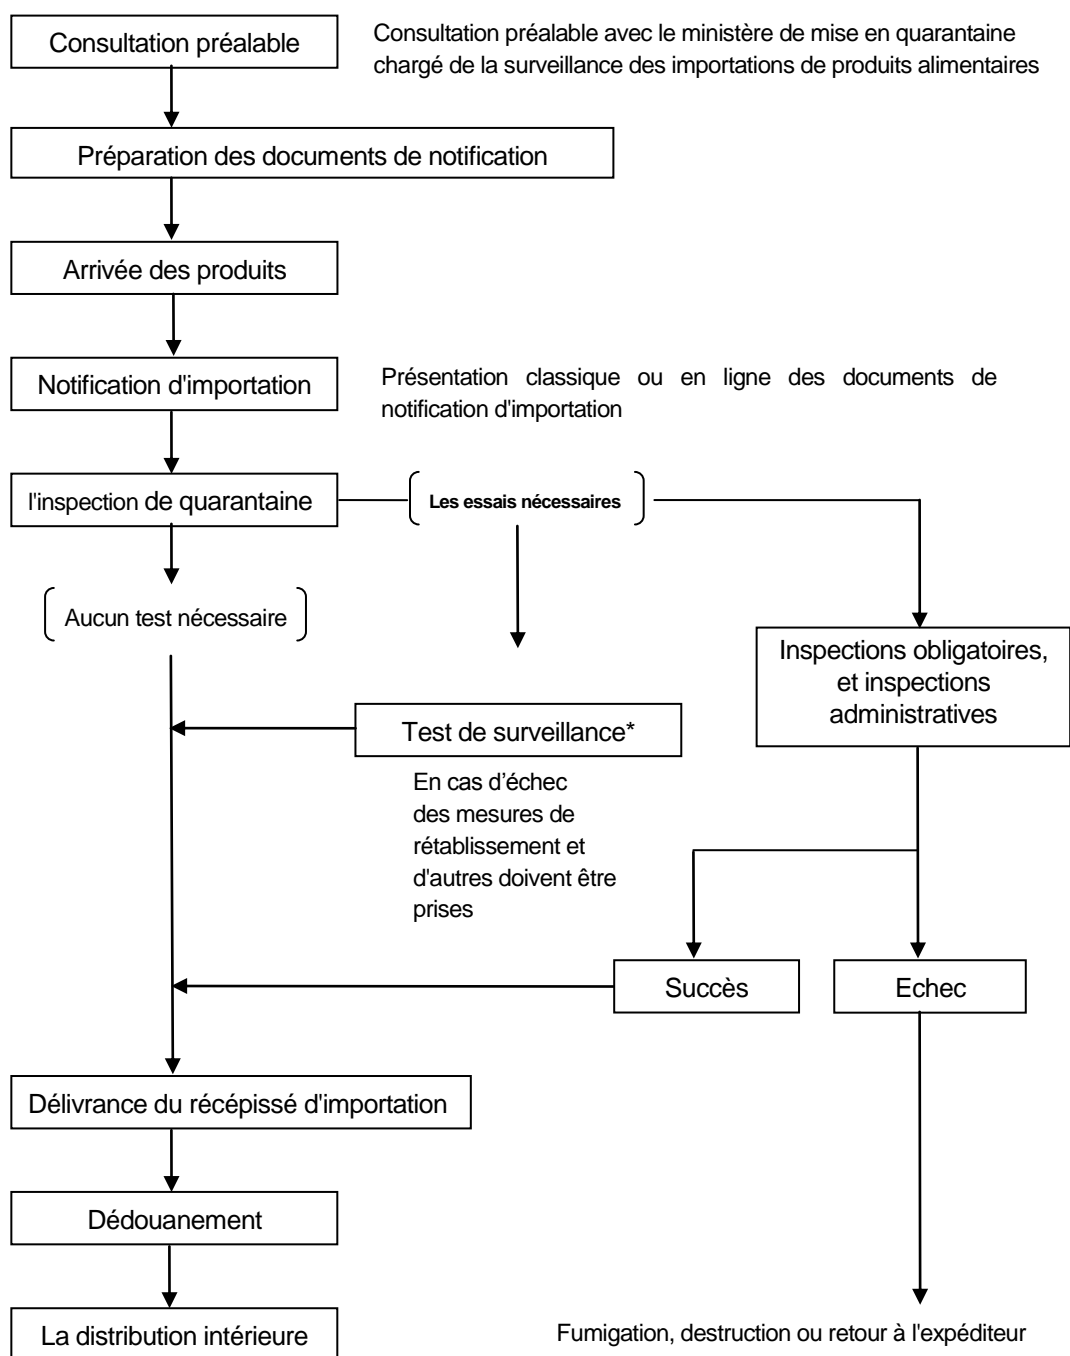 Consultation préalable
Consultation préalable avec le ministère de mise en quarantaine
chargé de la surveillance des importations de produits alimentaires
Préparation des documents de notification
Arrivée des produits
Notification d'importation
Présentation classique ou en ligne des documents de
notification d'importation
l'inspection de quarantaine
Les essais nécessaires
Aucun test nécessaire
Inspections obligatoires,
et inspections
administratives
Test de surveillance*
En cas d’échec
des mesures de
rétablissement et
d'autres doivent être
prises
Succès
Echec
Délivrance du récépissé d'importation
Dédouanement
La distribution intérieure
Fumigation, destruction ou retour à l'expéditeur